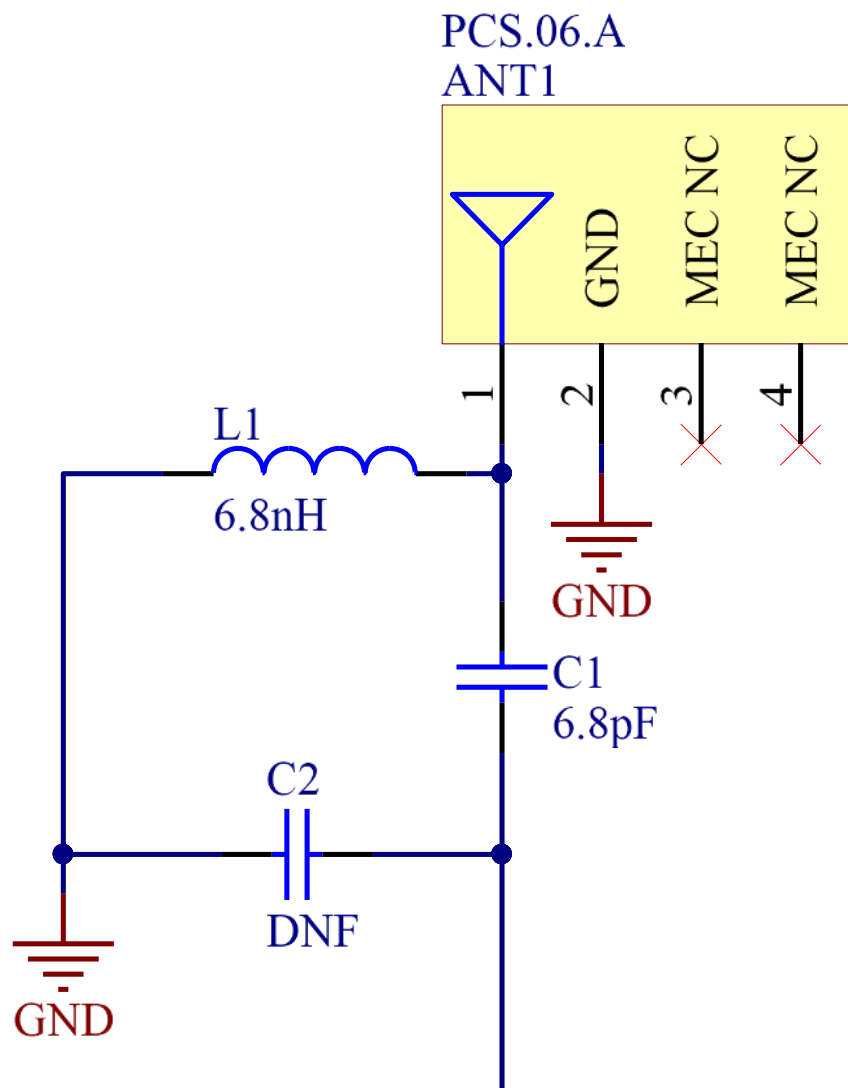 PCS.06.A
ANT1
GND
MEC NC
MEC NC
1
2
3
4
L1
6.8nH
GND
C1
6.8pF
C2
DNF
GND